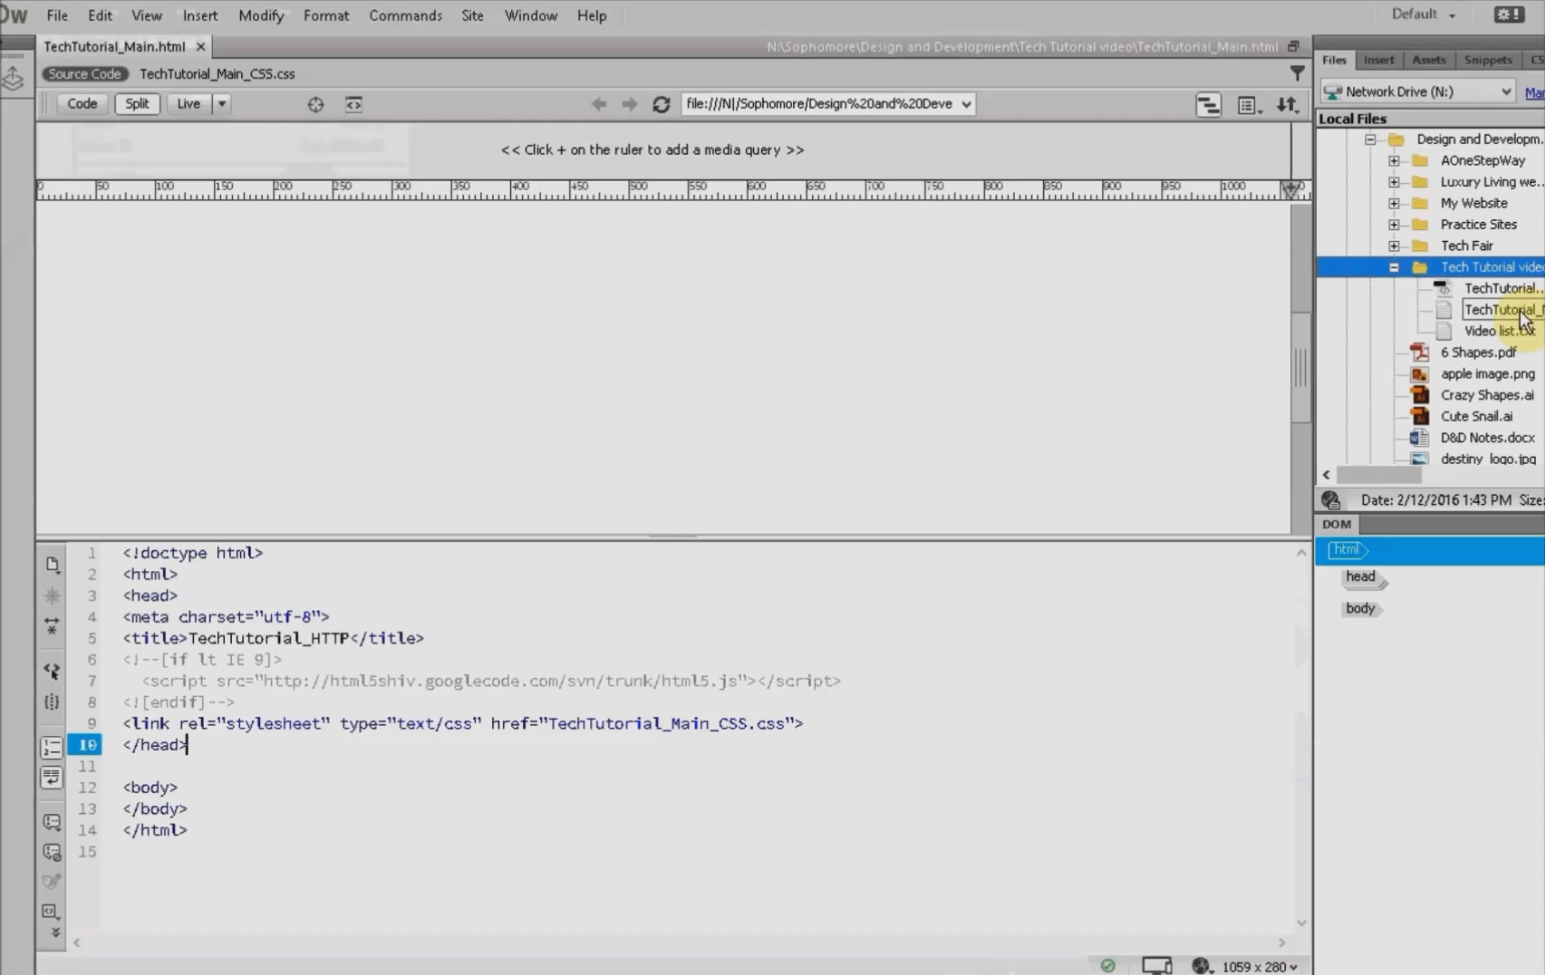 Dw File Edit View Insert Modify Format Commands Site Window Help Default
TechTutorial_Main.html × N:\Sophomore\Design and Development\Tech Tutorial video\TechTutorial_Main.html
Source Code TechTutorial_Main_CSS.css
Code Split Live file:///N|/Sophomore/Design%20and%20Deve
<< Click + on the ruler to add a media query >>
0 50 100 150 200 250 300 350 400 450 500 550 600 650 700 750 800 850 900 950 1000
1 <!doctype html>
2 <html>
3 <head>
4 <meta charset="utf-8">
5 <title>TechTutorial_HTTP</title>
6 <!--[if lt IE 9]>
7 <script src="http://html5shiv.googlecode.com/svn/trunk/html5.js"></script>
8 <![endif]-->
9 <link rel="stylesheet" type="text/css" href="TechTutorial_Main_CSS.css">
10 </head>
11
12 <body>
13 </body>
14 </html>
15
1059 x 280
Files Insert Assets Snippets CS
Network Drive (N:) Ma
Local Files
Design and Developm...
AOneStepWay
Luxury Living we...
My Website
Practice Sites
Tech Fair
Tech Tutorial vide
TechTutorial...
TechTutorial_
Video list.txt
6 Shapes.pdf
apple image.png
Crazy Shapes.ai
Cute Snail.ai
D&D Notes.docx
destiny_logo.jpg
Date: 2/12/2016 1:43 PM Size:
DOM
html
head
body